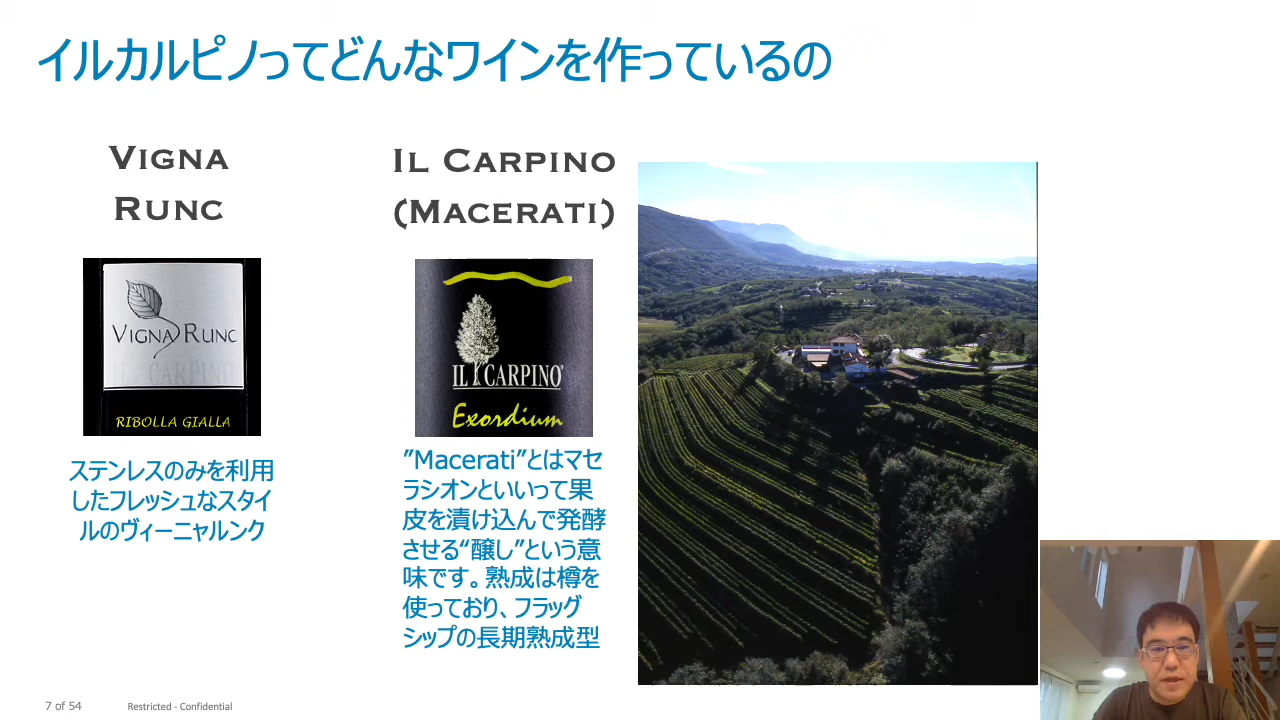 イルカルピノってどんなワインを作っているの
VIGNA
RUNC
IL CARPINO
(MACERATI)
VIGNA RUNC
IL CARPINO
RIBOLLA GIALLA
IL CARPINO
Exordium
ステンレスのみを利用
したフレッシュなスタイ
ルのヴィーニャルンク
”Macerati”とはマセ
ラシオンといいって果
皮を漬け込んで発酵
させる“醸し”という意
味です。熟成は樽を
使っており、フラッグ
シップの長期熟成型
7 of 54
Restricted - Confidential